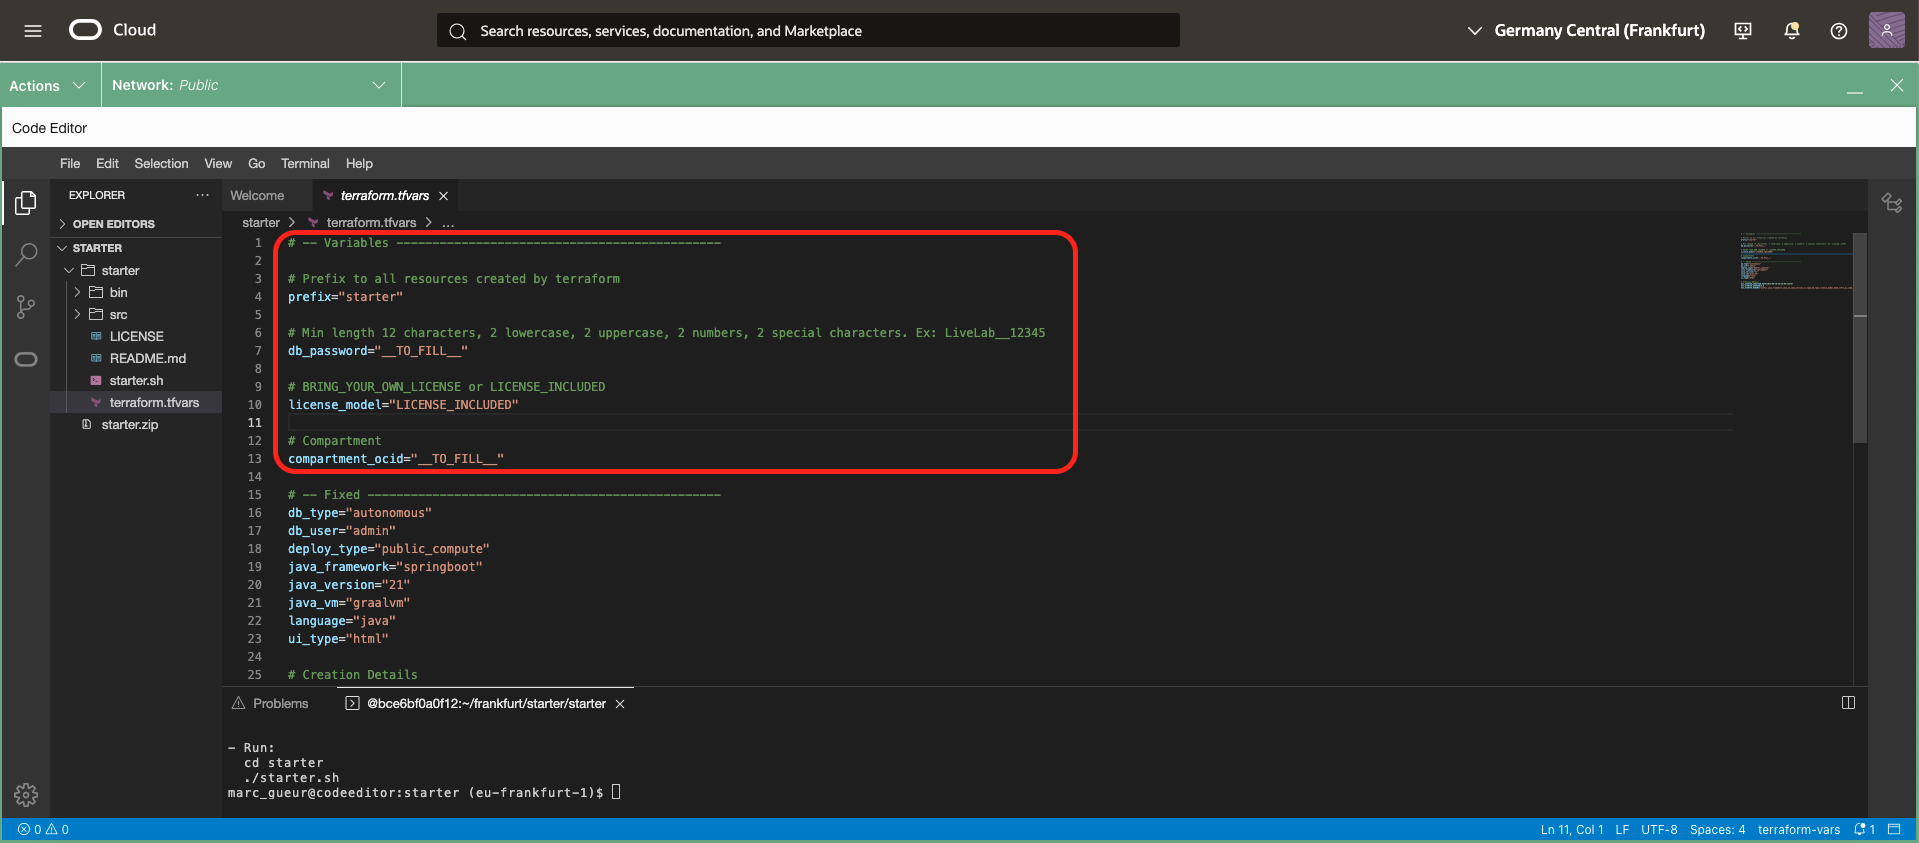 Cloud
Search resources, services, documentation, and Marketplace
Germany Central (Frankfurt)
Actions
Network: Public
Code Editor
File Edit Selection View Go Terminal Help
EXPLORER
OPEN EDITORS
STARTER
starter
bin
src
LICENSE
README.md
starter.sh
terraform.tfvars
starter.zip
Welcome
terraform.tfvars
starter > terraform.tfvars > ...
1 # -- Variables ---------------------------------------------
2
3 # Prefix to all resources created by terraform
4 prefix="starter"
5
6 # Min length 12 characters, 2 lowercase, 2 uppercase, 2 numbers, 2 special characters. Ex: LiveLab__12345
7 db_password="__TO_FILL__"
8
9 # BRING_YOUR_OWN_LICENSE or LICENSE_INCLUDED
10 license_model="LICENSE_INCLUDED"
11
12 # Compartment
13 compartment_ocid="__TO_FILL__"
14
15 # -- Fixed -------------------------------------------------
16 db_type="autonomous"
17 db_user="admin"
18 deploy_type="public_compute"
19 java_framework="springboot"
20 java_version="21"
21 java_vm="graalvm"
22 language="java"
23 ui_type="html"
24
25 # Creation Details
Problems
@bce6bf0a0f12:~/frankfurt/starter/starter
- Run:
cd starter
./starter.sh
marc_gueur@codeeditor:starter (eu-frankfurt-1)$
0 0
Ln 11, Col 1 LF UTF-8 Spaces: 4 terraform-vars 1